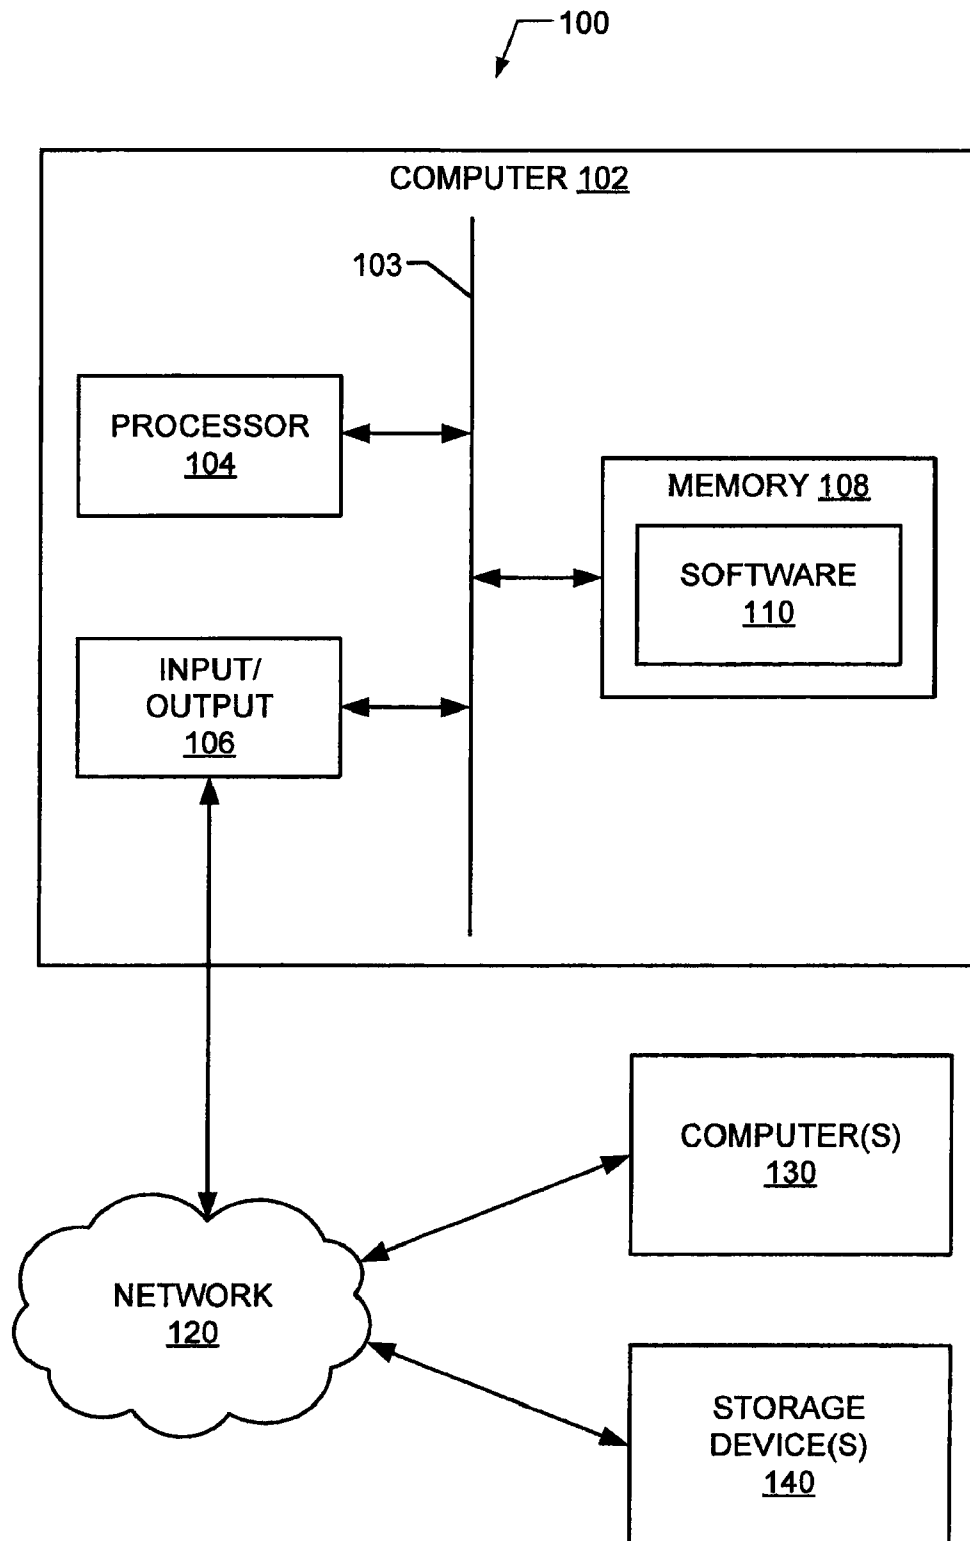 100
COMPUTER 102
103
PROCESSOR
104
MEMORY 108
SOFTWARE
110
INPUT/
OUTPUT
106
COMPUTER(S)
130
NETWORK
120
STORAGE
DEVICE(S)
140